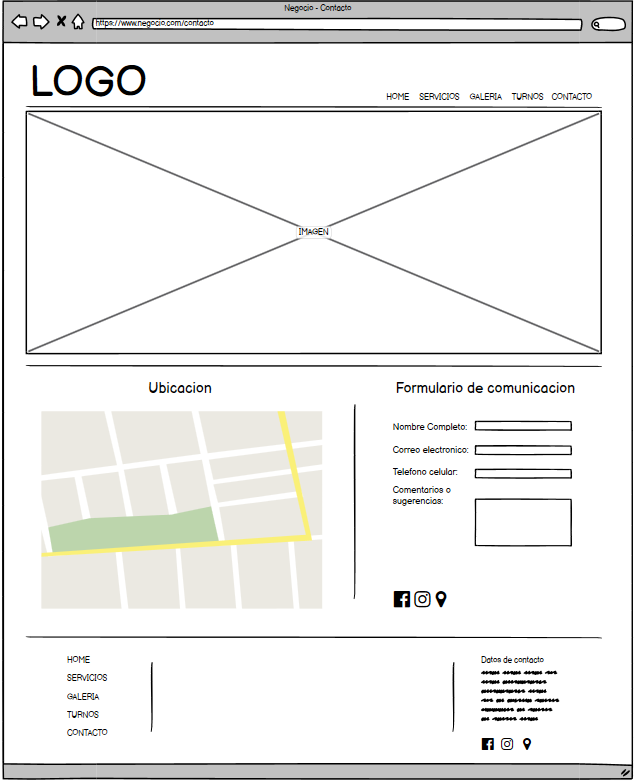 Negocio - Contacto
https://www.negocio.com/contacto
LOGO
HOME SERVICIOS GALERIA TURNOS CONTACTO
IMAGEN
Ubicacion
Formulario de comunicacion
Nombre Completo:
Correo electronico:
Telefono celular:
Comentarios o
sugerencias:
HOME
SERVICIOS
GALERIA
TURNOS
CONTACTO
Datos de contacto